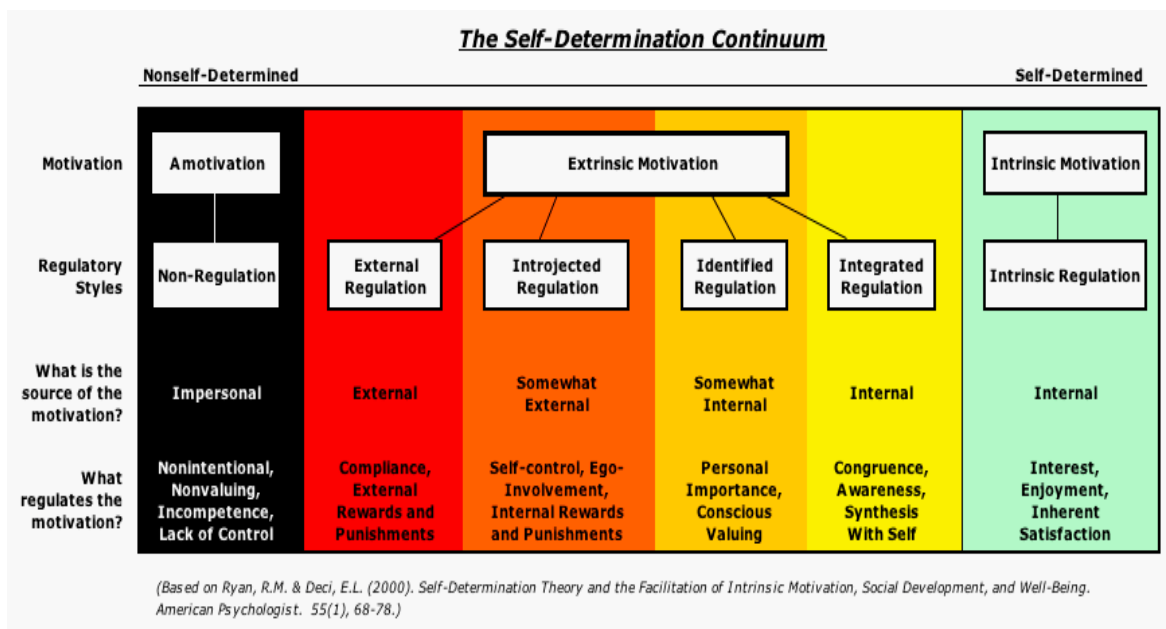 The Self-Determination Continuum
Nonself-Determined
Self-Determined
Motivation
Amotivation
Extrinsic Motivation
Intrinsic Motivation
Regulatory
Styles
Non-Regulation
External
Regulation
Introjected
Regulation
Identified
Regulation
Integrated
Regulation
Intrinsic Regulation
What is the
source of the
motivation?
Impersonal
External
Somewhat
External
Somewhat
Internal
Internal
Internal
What
regulates the
motivation?
Nonintentional,
Nonvaluing,
Incompetence,
Lack of Control
Compliance,
External
Rewards and
Punishments
Self-control, Ego-
Involvement,
Internal Rewards
and Punishments
Personal
Importance,
Conscious
Valuing
Congruence,
Awareness,
Synthesis
With Self
Interest,
Enjoyment,
Inherent
Satisfaction
(Based on Ryan, R.M. & Deci, E.L. (2000). Self-Determination Theory and the Facilitation of Intrinsic Motivation, Social Development, and Well-Being.
American Psychologist. 55(1), 68-78.)